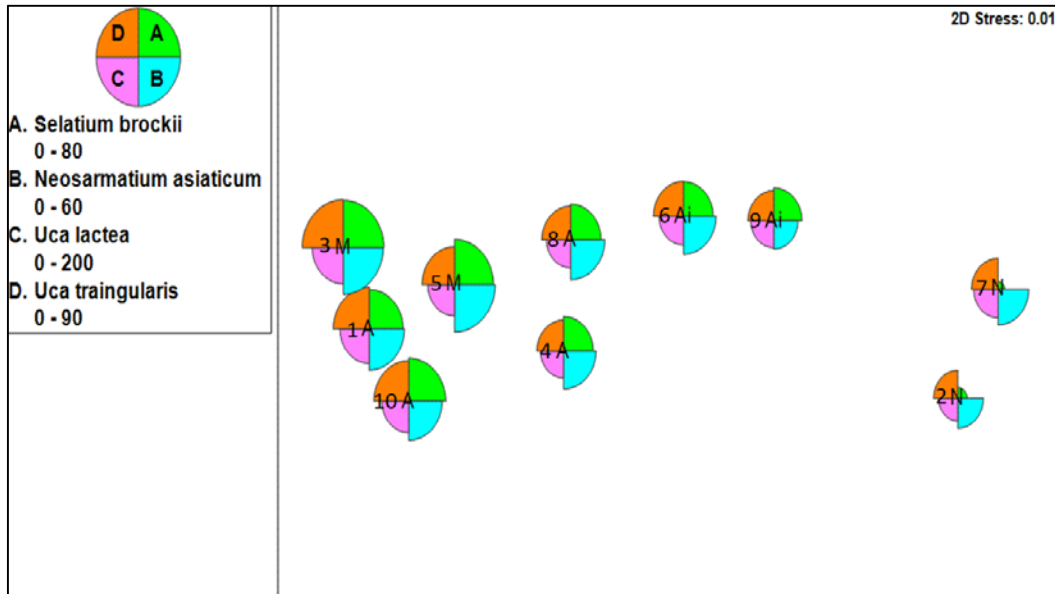 2D Stress: 0.01
D A
C B
A. Selatium brockii
0 - 80
B. Neosarmatium asiaticum
0 - 60
C. Uca lactea
0 - 200
D. Uca traingularis
0 - 90
6 Ai
9 Ai
8 A
3 M
5 M
7 N
1 A
4 A
10 A
2 N